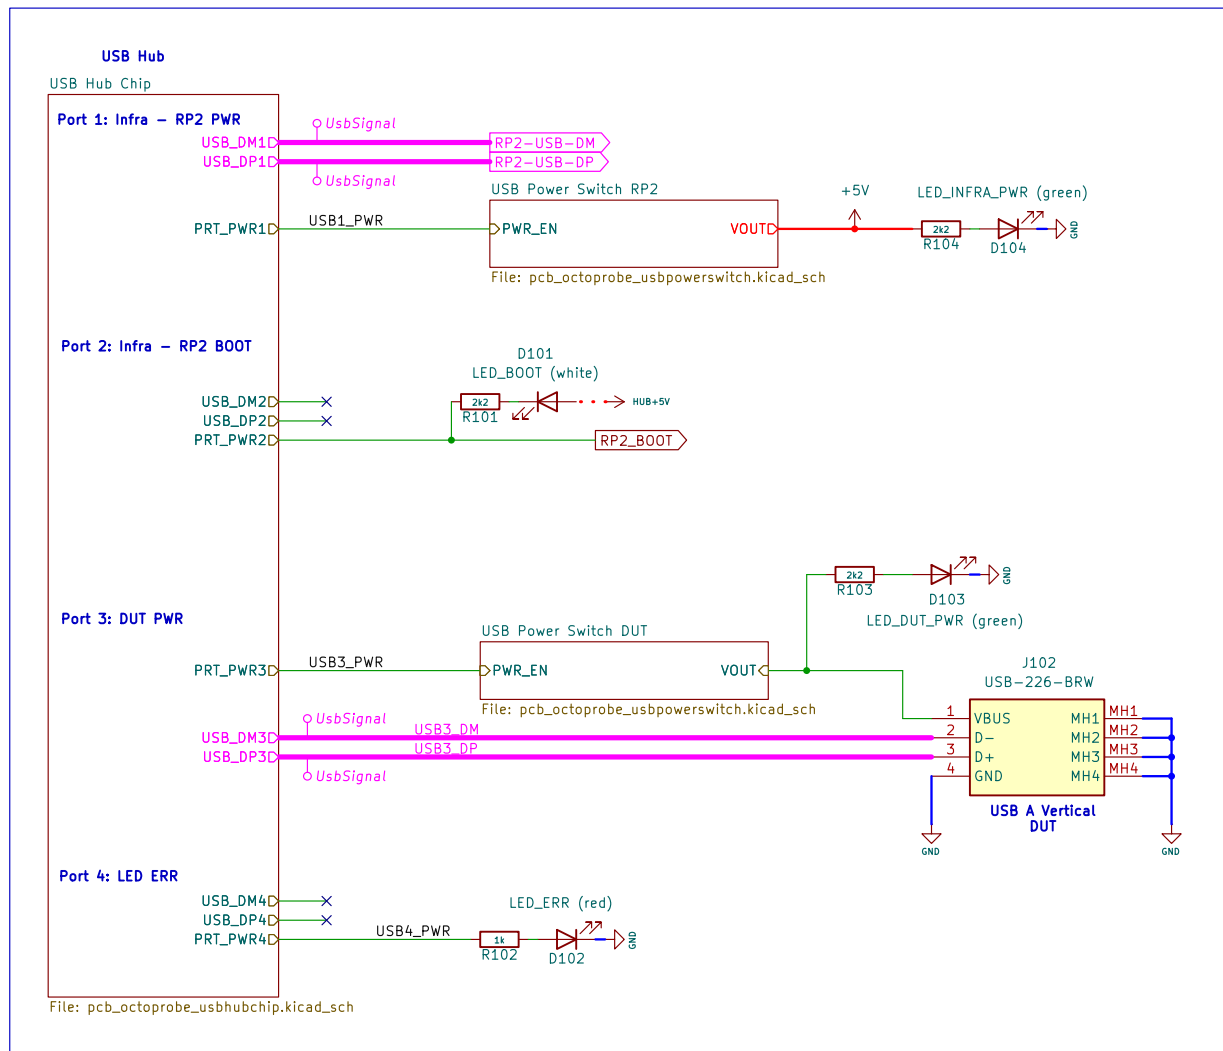 USB Hub
USB Hub Chip
Port 1: Infra - RP2 PWR
UsbSignal
USB_DM1
RP2-USB-DM
USB_DP1
RP2-USB-DP
UsbSignal
USB Power Switch RP2
+5V
LED_INFRA_PWR (green)
USB1_PWR
PRT_PWR1
PWR_EN
VOUT
2k2
GND
R104
D104
File: pcb_octoprobe_usbpowerswitch.kicad_sch
Port 2: Infra - RP2 BOOT
D101
LED_BOOT (white)
USB_DM2
2k2
HUB+5V
R101
USB_DP2
PRT_PWR2
RP2_BOOT
2k2
GND
R103
D103
LED_DUT_PWR (green)
Port 3: DUT PWR
USB Power Switch DUT
USB3_PWR
PRT_PWR3
PWR_EN
VOUT
J102
USB-226-BRW
File: pcb_octoprobe_usbpowerswitch.kicad_sch
UsbSignal
1 VBUS MH1 MH1
USB3_DM
USB_DM3
2 D- MH2 MH2
USB3_DP
USB_DP3
3 D+ MH3 MH3
UsbSignal
4 GND MH4 MH4
USB A Vertical
DUT
GND
GND
Port 4: LED ERR
USB_DM4
LED_ERR (red)
USB_DP4
USB4_PWR
PRT_PWR4
1k
GND
R102
D102
File: pcb_octoprobe_usbhubchip.kicad_sch